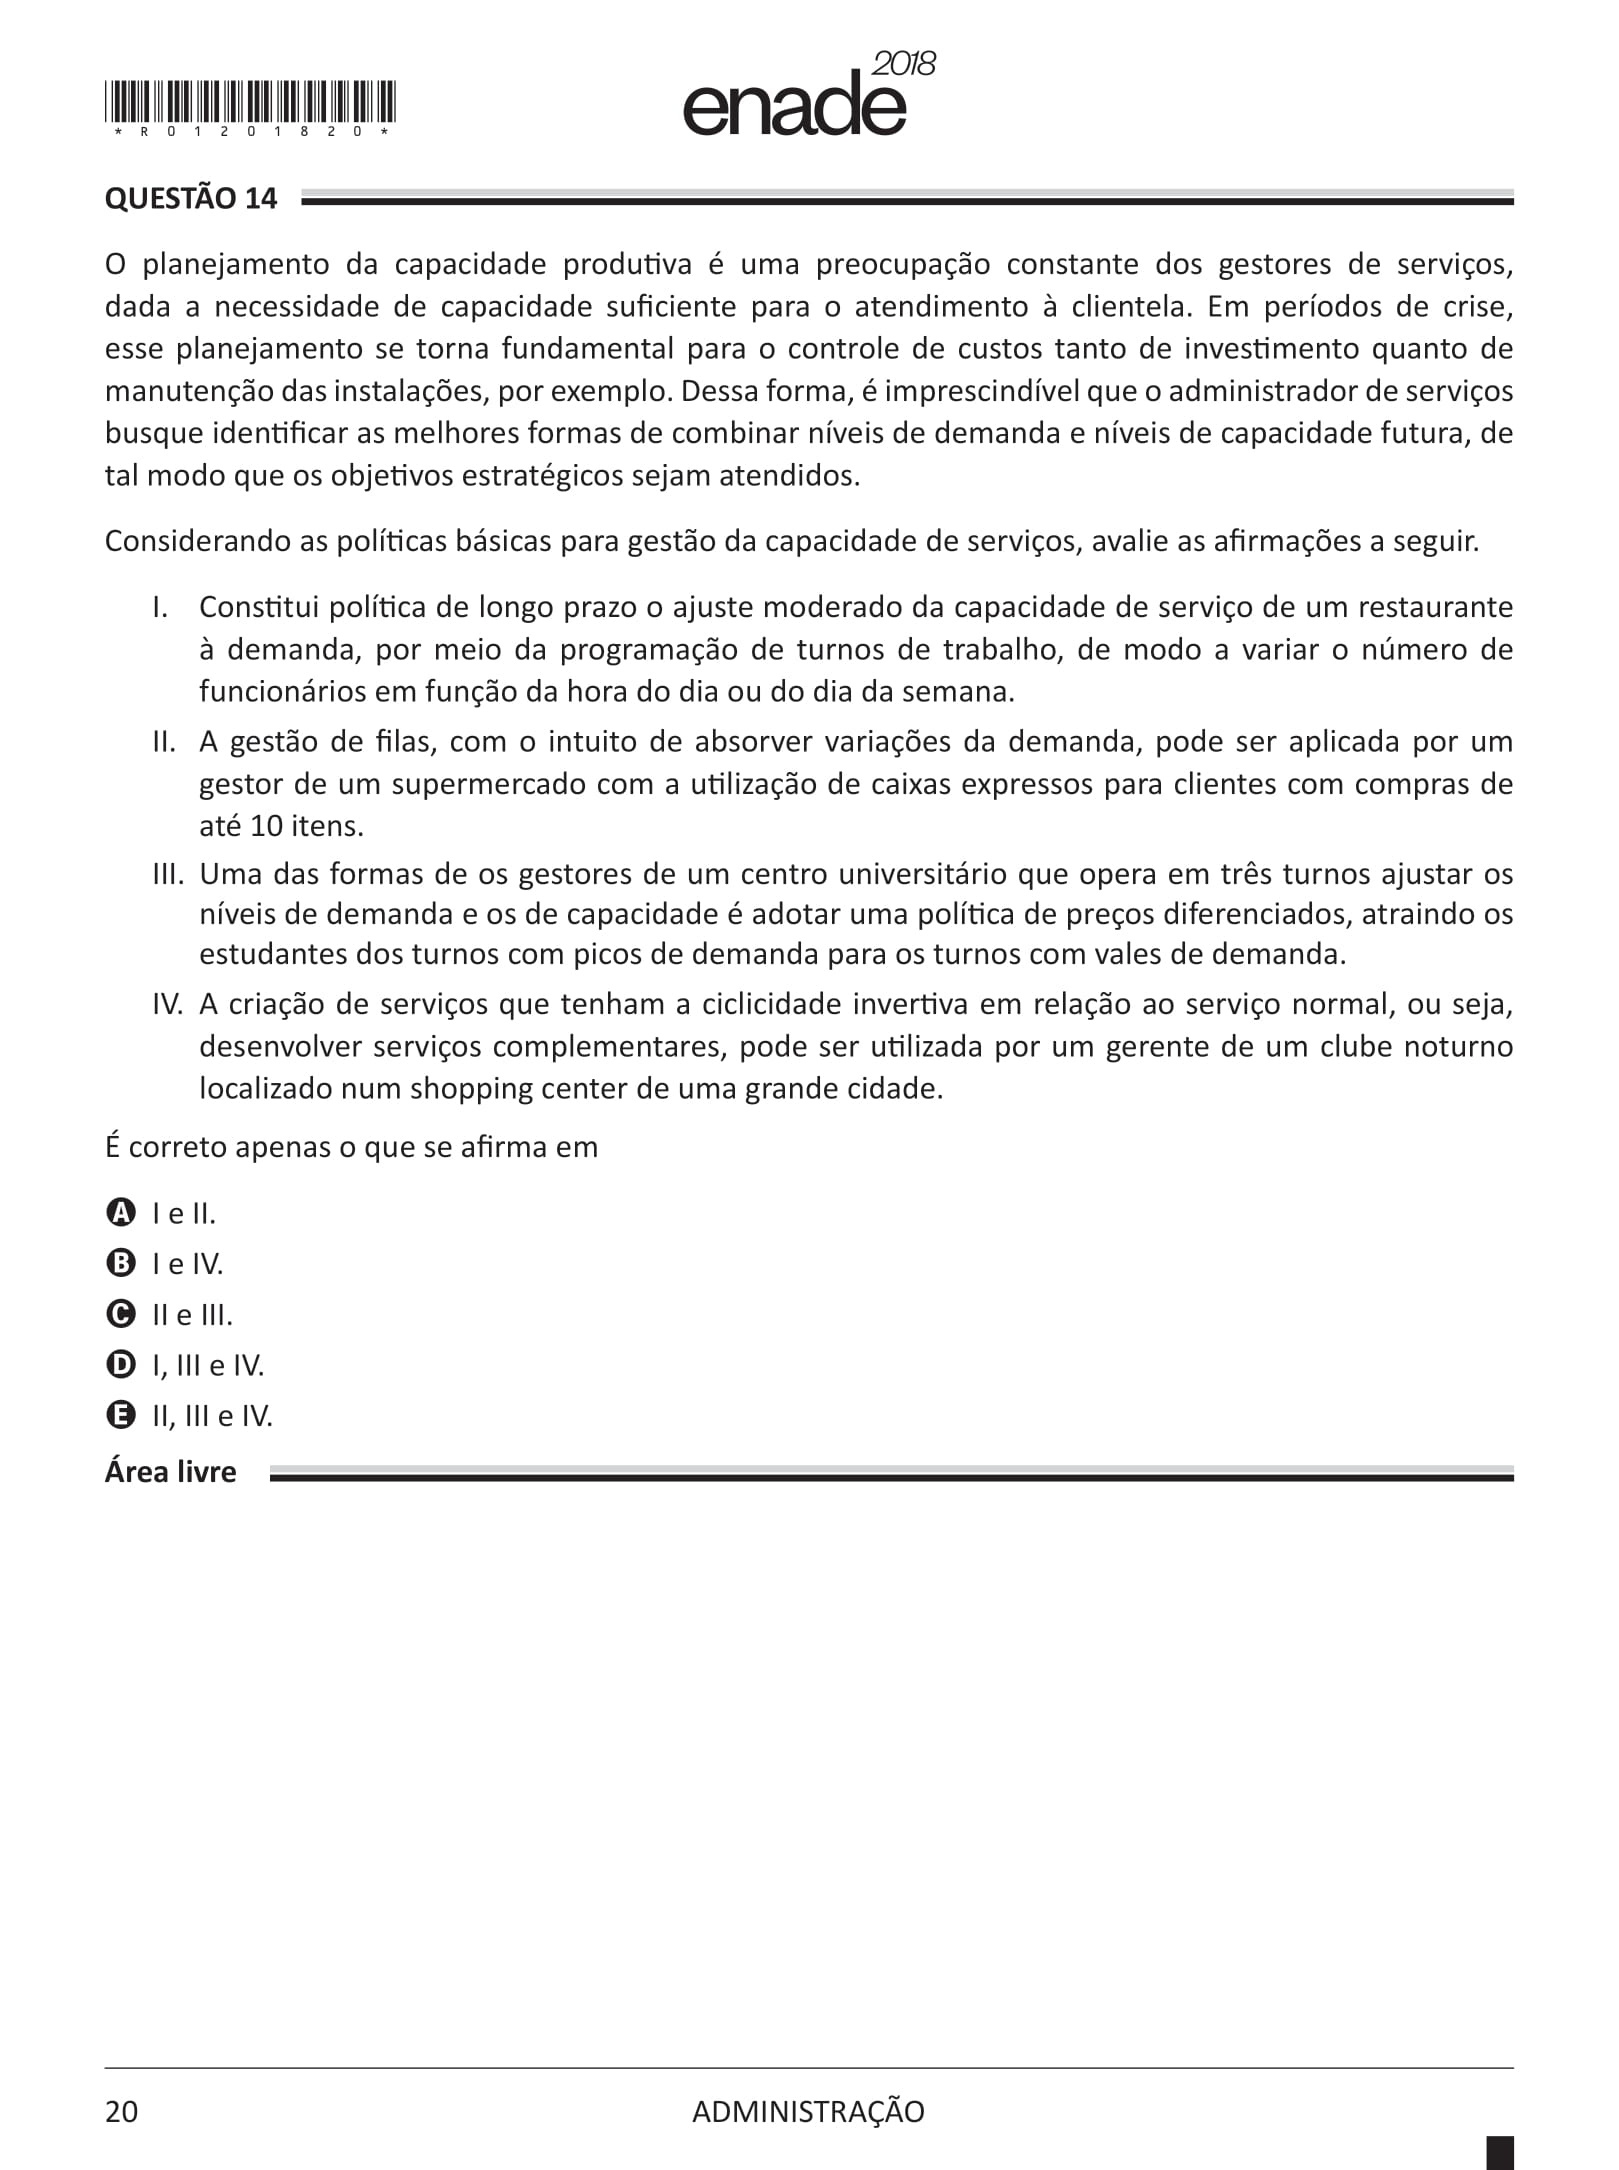 2018
enade
* R 0 1 2 0 1 8 2 0 *
QUESTÃO 14
O planejamento da capacidade produtiva é uma preocupação constante dos gestores de serviços,
dada a necessidade de capacidade suficiente para o atendimento à clientela. Em períodos de crise,
esse planejamento se torna fundamental para o controle de custos tanto de investimento quanto de
manutenção das instalações, por exemplo. Dessa forma, é imprescindível que o administrador de serviços
busque identificar as melhores formas de combinar níveis de demanda e níveis de capacidade futura, de
tal modo que os objetivos estratégicos sejam atendidos.
Considerando as políticas básicas para gestão da capacidade de serviços, avalie as afirmações a seguir.
I. Constitui política de longo prazo o ajuste moderado da capacidade de serviço de um restaurante
à demanda, por meio da programação de turnos de trabalho, de modo a variar o número de
funcionários em função da hora do dia ou do dia da semana.
II. A gestão de filas, com o intuito de absorver variações da demanda, pode ser aplicada por um
gestor de um supermercado com a utilização de caixas expressos para clientes com compras de
até 10 itens.
III. Uma das formas de os gestores de um centro universitário que opera em três turnos ajustar os
níveis de demanda e os de capacidade é adotar uma política de preços diferenciados, atraindo os
estudantes dos turnos com picos de demanda para os turnos com vales de demanda.
IV. A criação de serviços que tenham a ciclicidade invertiva em relação ao serviço normal, ou seja,
desenvolver serviços complementares, pode ser utilizada por um gerente de um clube noturno
localizado num shopping center de uma grande cidade.
É correto apenas o que se afirma em
A I e II.
B I e IV.
C II e III.
D I, III e IV.
E II, III e IV.
Área livre
20
ADMINISTRAÇÃO